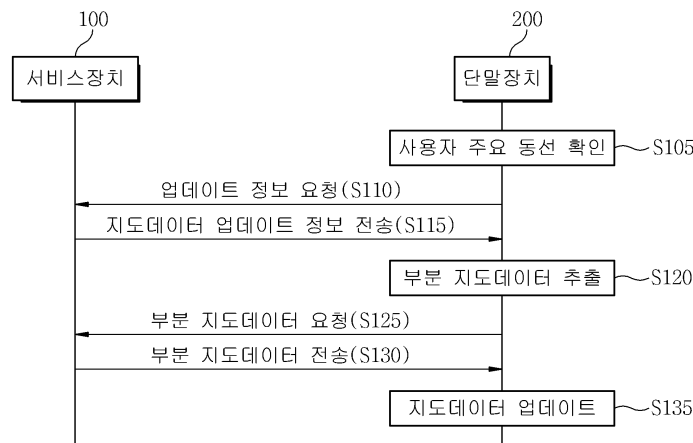 100
200
서비스장치
단말장치
사용자 주요 동선 확인
S105
업데이트 정보 요청(S110)
지도데이터 업데이트 정보 전송(S115)
부분 지도데이터 추출
S120
부분 지도데이터 요청(S125)
부분 지도데이터 전송(S130)
지도데이터 업데이트
S135